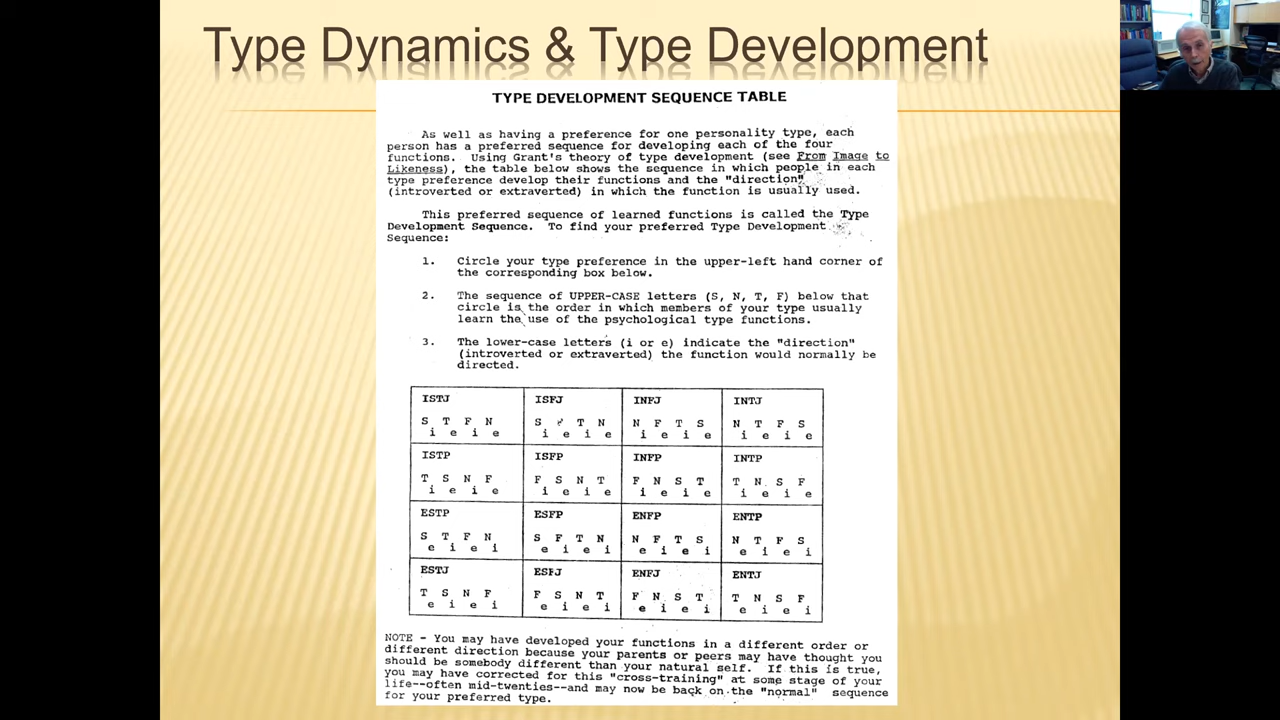 Type Dynamics & Type Development
TYPE DEVELOPMENT SEQUENCE TABLE
As well as having a preference for one personality type, each
person has a preferred sequence for developing each of the four
functions. Using Grant's theory of type development (see From Image to
Likeness), the table below shows the sequence in which people in each
type preference develop their functions and the "direction"
(introverted or extraverted) in which the function is usually used.
This preferred sequence of learned functions is called the Type
Development Sequence. To find your preferred Type Development
Sequence:
1. Circle your type preference in the upper-left hand corner of
the corresponding box below.
2. The sequence of UPPER-CASE letters (S, N, T, F) below that
circle is the order in which members of your type usually
learn the use of the psychological type functions.
3. The lower-case letters (i or e) indicate the "direction"
(introverted or extraverted) the function would normally be
directed.
ISTJ ISFJ INFJ INTJ
S T F N S T N N F T S N T F S
i e i e i e i e i e i e i e i e
ISTP ISFP INFP INTP
T S N F F S N T F N S T T N S F
i e i e i e i e i e i e i e i e
ESTP ESFP ENFP ENTP
S T F N S F T N N F T S N T F S
e i e i e i e i e i e i e i e i
ESTJ ESFJ ENFJ ENTJ
T S N F F S N T F N S T T N S F
e i e i e i e i e i e i e i e i
NOTE - You may have developed your functions in a different order or
different direction because your parents or peers may have thought you
should be somebody different than your natural self. If this is true,
you may have corrected for this "cross-training" at some stage of your
life--often mid-twenties--and may now be back on the "normal" sequence
for your preferred type.